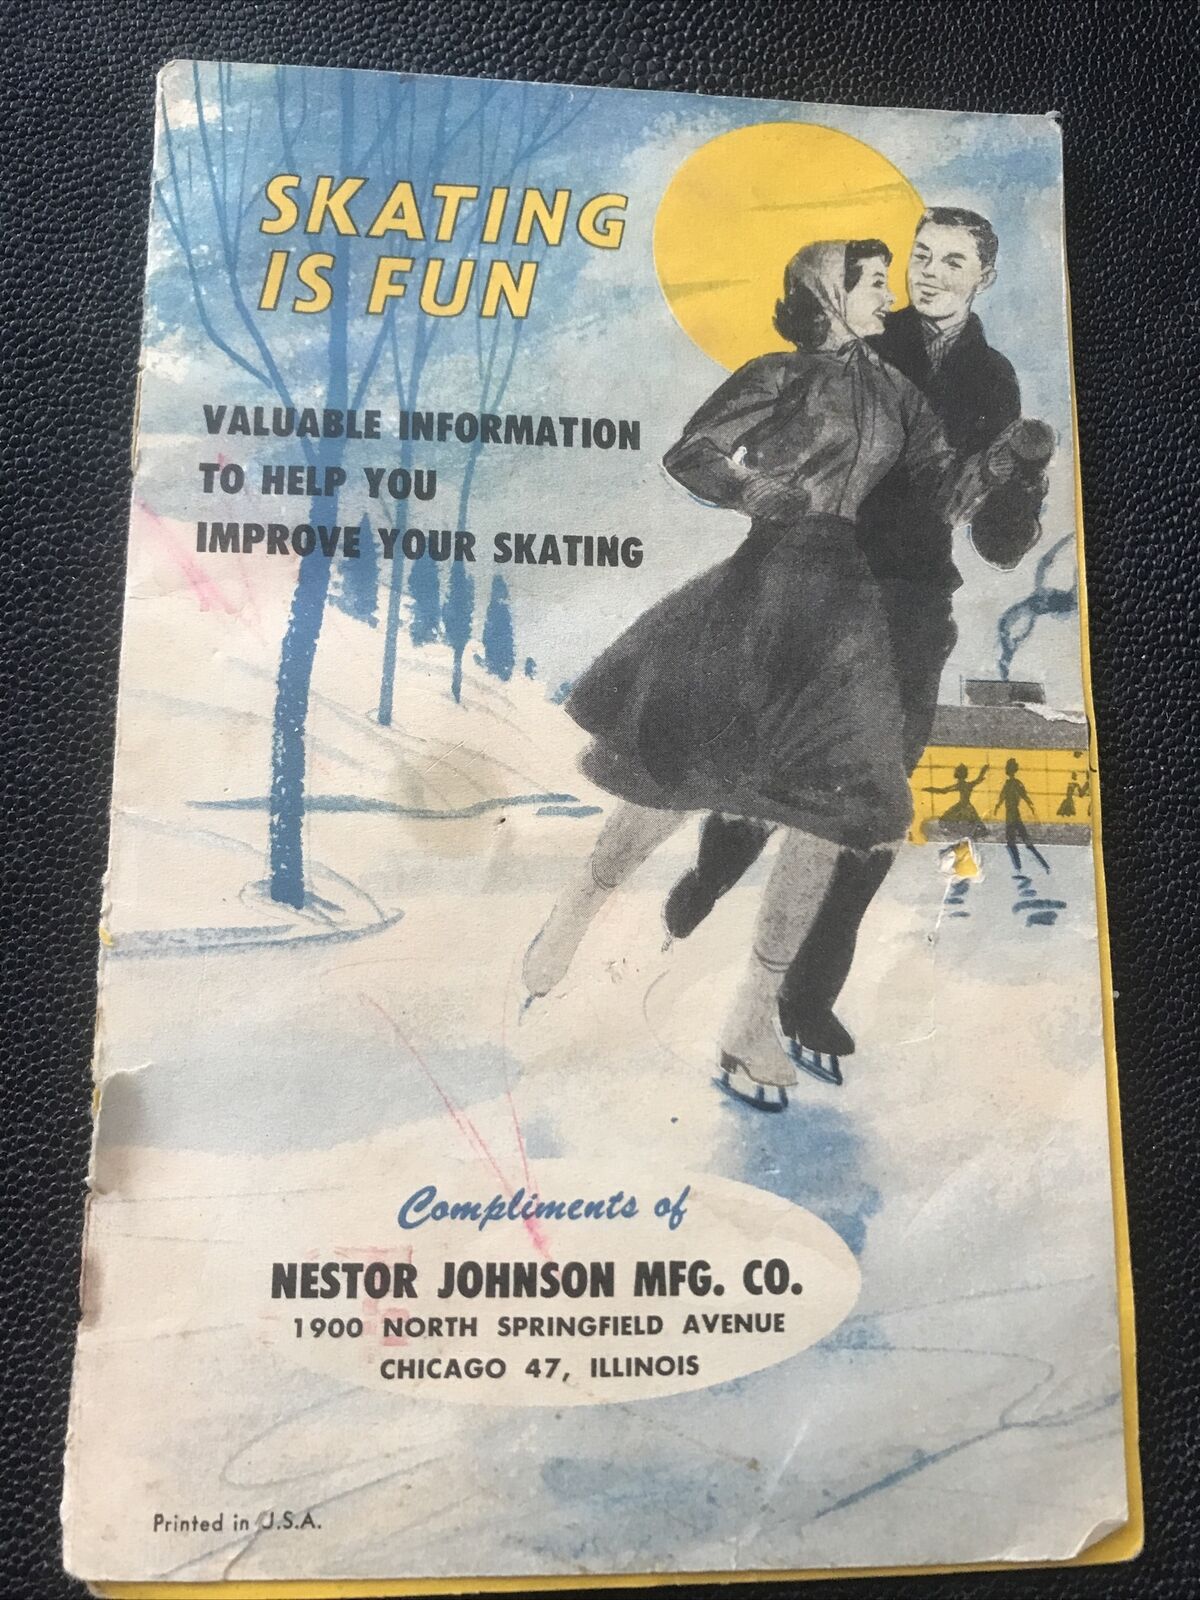 SKATING
IS FUN
VALUABLE INFORMATION
TO HELP YOU
IMPROVE YOUR SKATING
Compliments of
NESTOR JOHNSON MFG. CO.
1900 NORTH SPRINGFIELD AVENUE
CHICAGO 47, ILLINOIS
Printed in U.S.A.